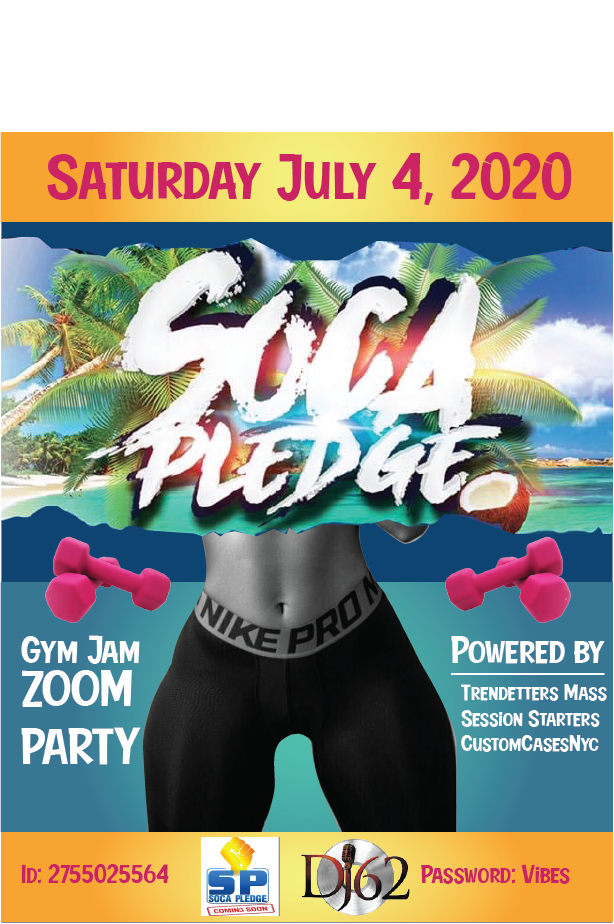 Saturday July 4, 2020
SOCA
PLEDGE
NIKE PRO N
Gym Jam
ZOOM
PARTY
Powered by
Trendetters Mass
Session Starters
CustomCasesNyc
Id: 2755025564
SP
SOCA PLEDGE
COMING SOON
DJ62
Password: Vibes